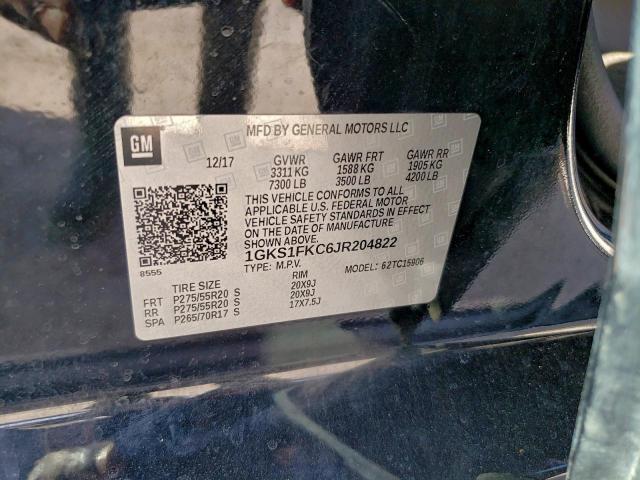 GM
MFD BY GENERAL MOTORS LLC
12/17 GVWR GAWR FRT GAWR RR
3311 KG 1588 KG 1905 KG
7300 LB 3500 LB 4200 LB
THIS VEHICLE CONFORMS TO ALL
APPLICABLE U.S. FEDERAL MOTOR
VEHICLE SAFETY STANDARDS IN EFFECT
ON THE DATE OF MANUFACTURE
SHOWN ABOVE.
1GKS1FKC6JR204822
8555 TYPE: M.P.V. MODEL: 62TC15906
TIRE SIZE RIM
FRT P275/55R20 S 20X9J
RR P275/55R20 S 20X9J
SPA P265/70R17 S 17X7.5J